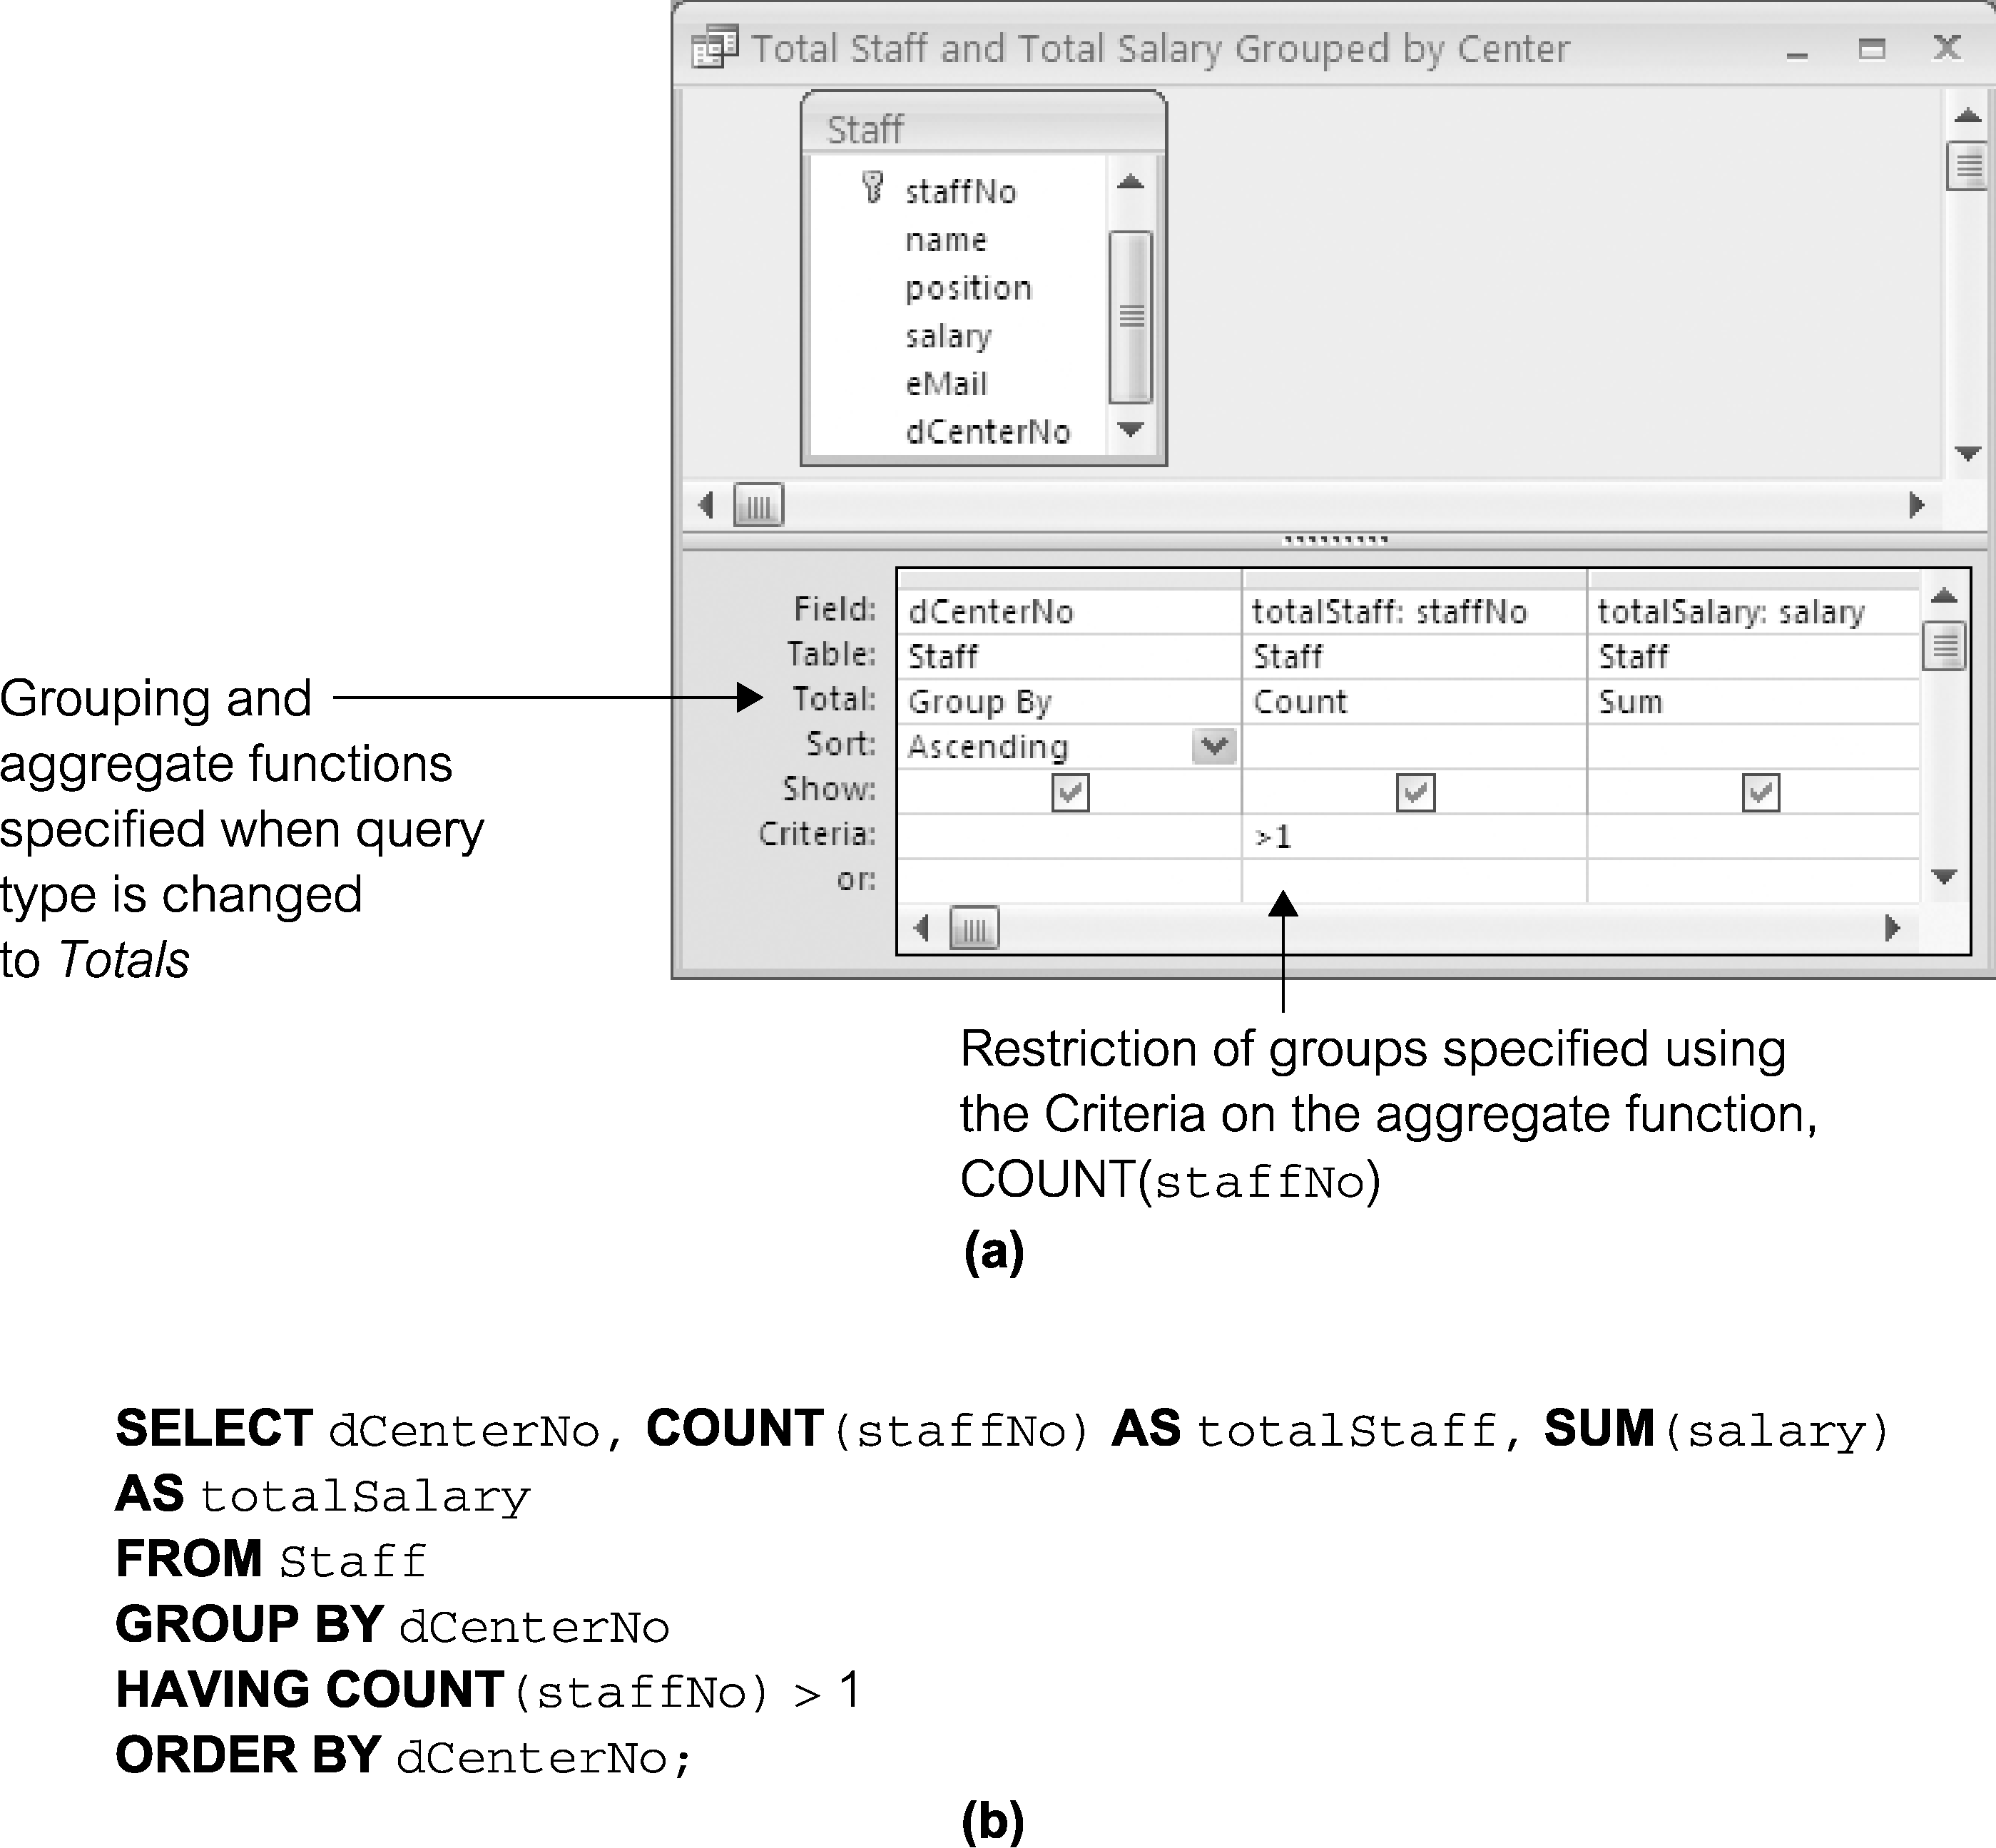 Total Staff and Total Salary Grouped by Center
Staff
staffNo
name
position
salary
eMail
dCenterNo
Field: dCenterNo totalStaff: staffNo totalSalary: salary
Table: Staff Staff Staff
Total: Group By Count Sum
Sort: Ascending
Show:
Criteria: >1
or:
Grouping and
aggregate functions
specified when query
type is changed
to Totals
Restriction of groups specified using
the Criteria on the aggregate function,
COUNT(staffNo)
(a)
SELECT dCenterNo, COUNT(staffNo) AS totalStaff, SUM(salary)
AS totalSalary
FROM Staff
GROUP BY dCenterNo
HAVING COUNT(staffNo) > 1
ORDER BY dCenterNo;
(b)